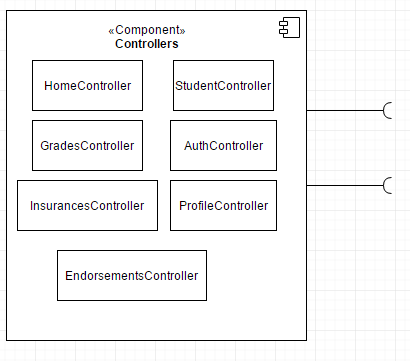 «Component»
Controllers
HomeController
StudentController
GradesController
AuthController
InsurancesController
ProfileController
EndorsementsController